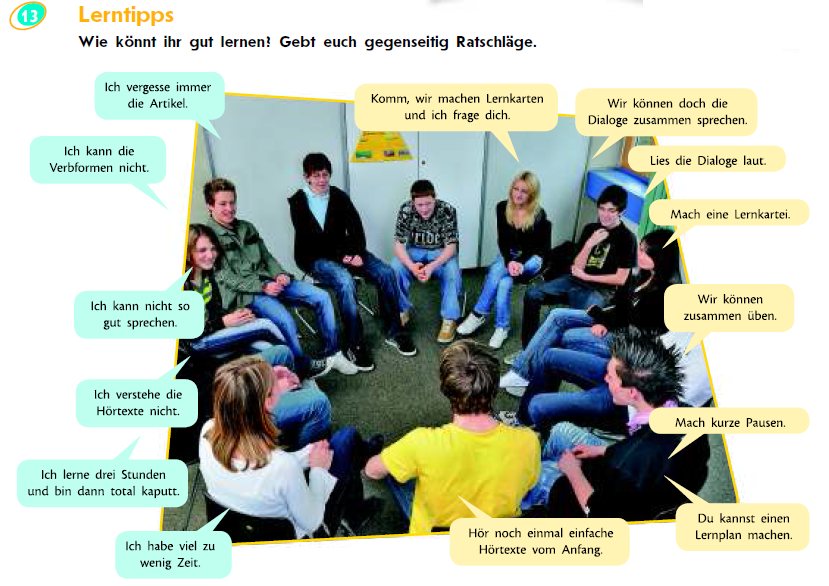 13
Lerntipps
Wie könnt ihr gut lernen? Gebt euch gegenseitig Ratschläge.
Ich vergesse immer
die Artikel.
Komm, wir machen Lernkarten
und ich frage dich.
Wir können doch die
Dialoge zusammen sprechen.
Ich kann die
Verbformen nicht.
Lies die Dialoge laut.
Mach eine Lernkartei.
Ich kann nicht so
gut sprechen.
Wir können
zusammen üben.
Ich verstehe die
Hörtexte nicht.
Mach kurze Pausen.
Ich lerne drei Stunden
und bin dann total kaputt.
Du kannst einen
Lernplan machen.
Hör noch einmal einfache
Hörtexte vom Anfang.
Ich habe viel zu
wenig Zeit.